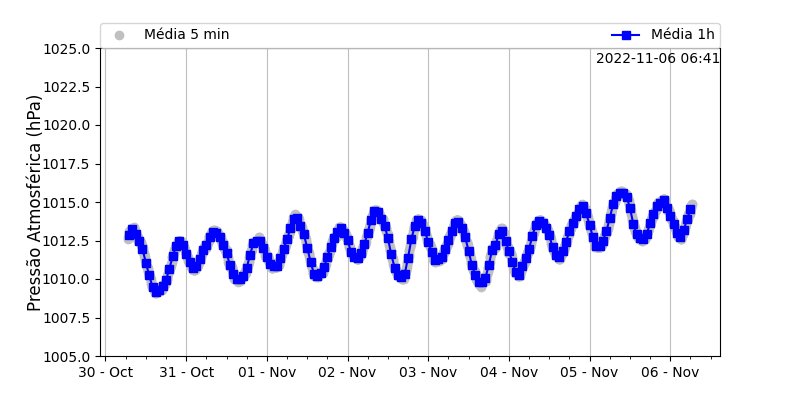 Média 5 min
Média 1h
2022-11-06 06:41
Pressão Atmosférica (hPa)
1025.0
1022.5
1020.0
1017.5
1015.0
1012.5
1010.0
1007.5
1005.0
30 - Oct
31 - Oct
01 - Nov
02 - Nov
03 - Nov
04 - Nov
05 - Nov
06 - Nov